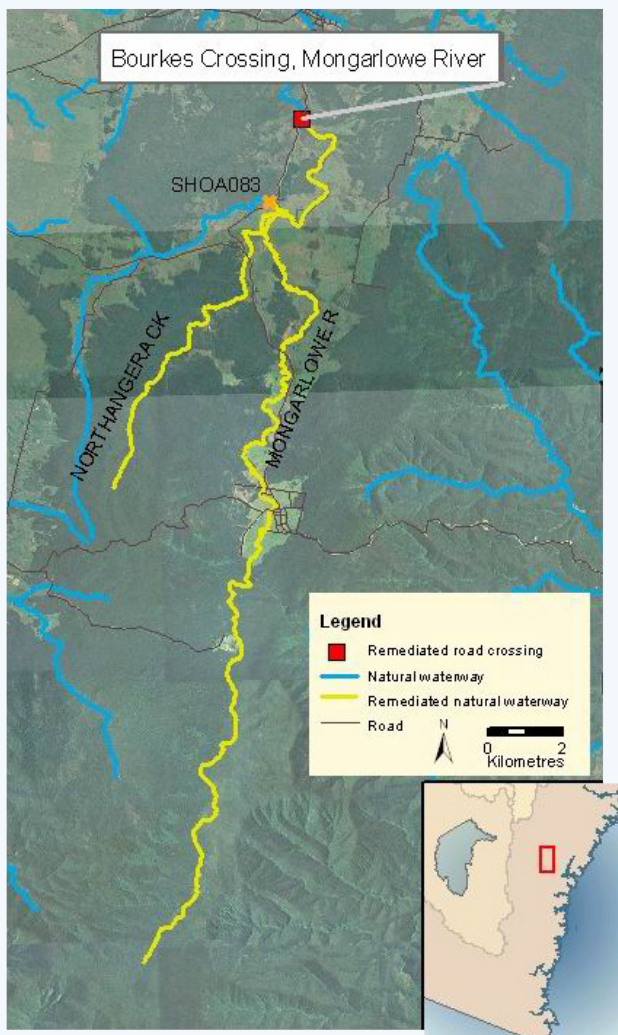 Bourkes Crossing, Mongarlowe River
SHOA083
NORTHANGERACK
MONGARLOWE R
Legend
Remediated road crossing
Natural waterway
Remediated natural waterway
Road
N
0 2
Kilometres